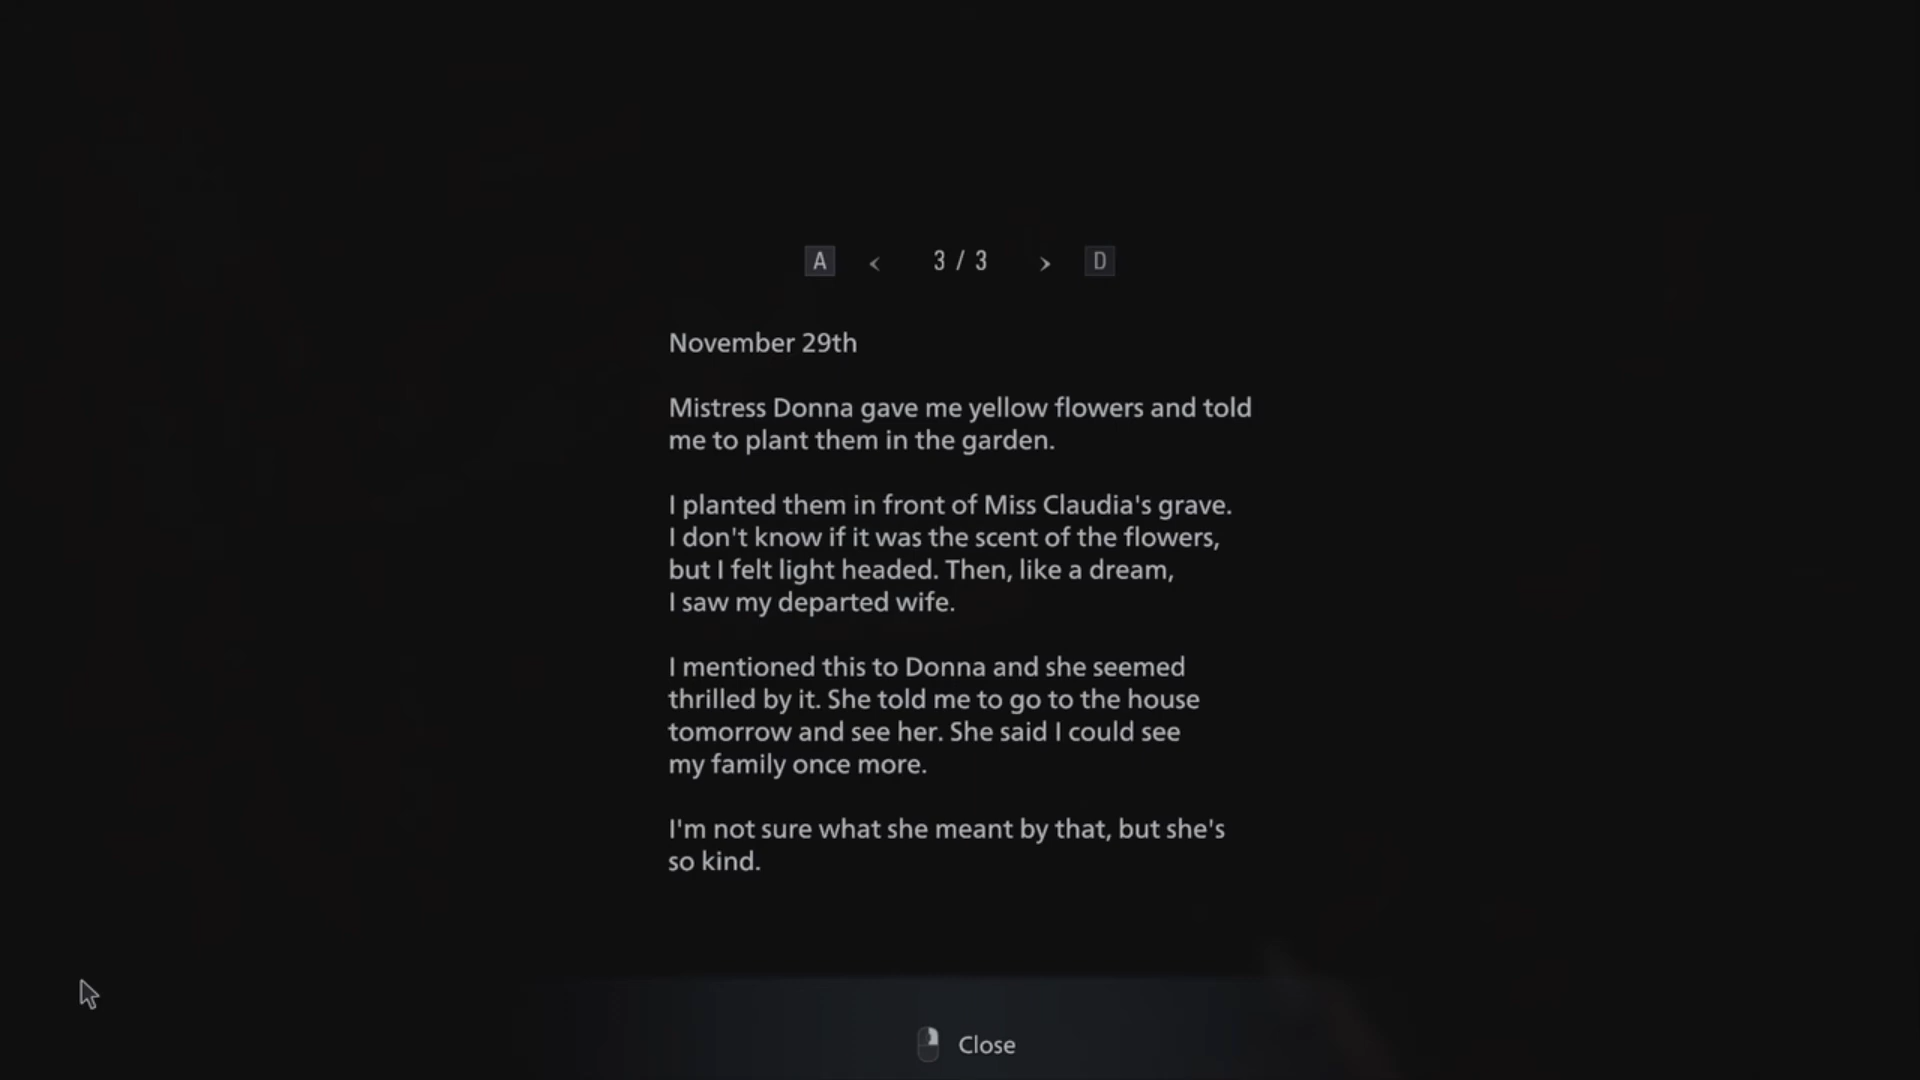 A < 3 / 3 > D
November 29th
Mistress Donna gave me yellow flowers and told
me to plant them in the garden.
I planted them in front of Miss Claudia's grave.
I don't know if it was the scent of the flowers,
but I felt light headed. Then, like a dream,
I saw my departed wife.
I mentioned this to Donna and she seemed
thrilled by it. She told me to go to the house
tomorrow and see her. She said I could see
my family once more.
I'm not sure what she meant by that, but she's
so kind.
Close